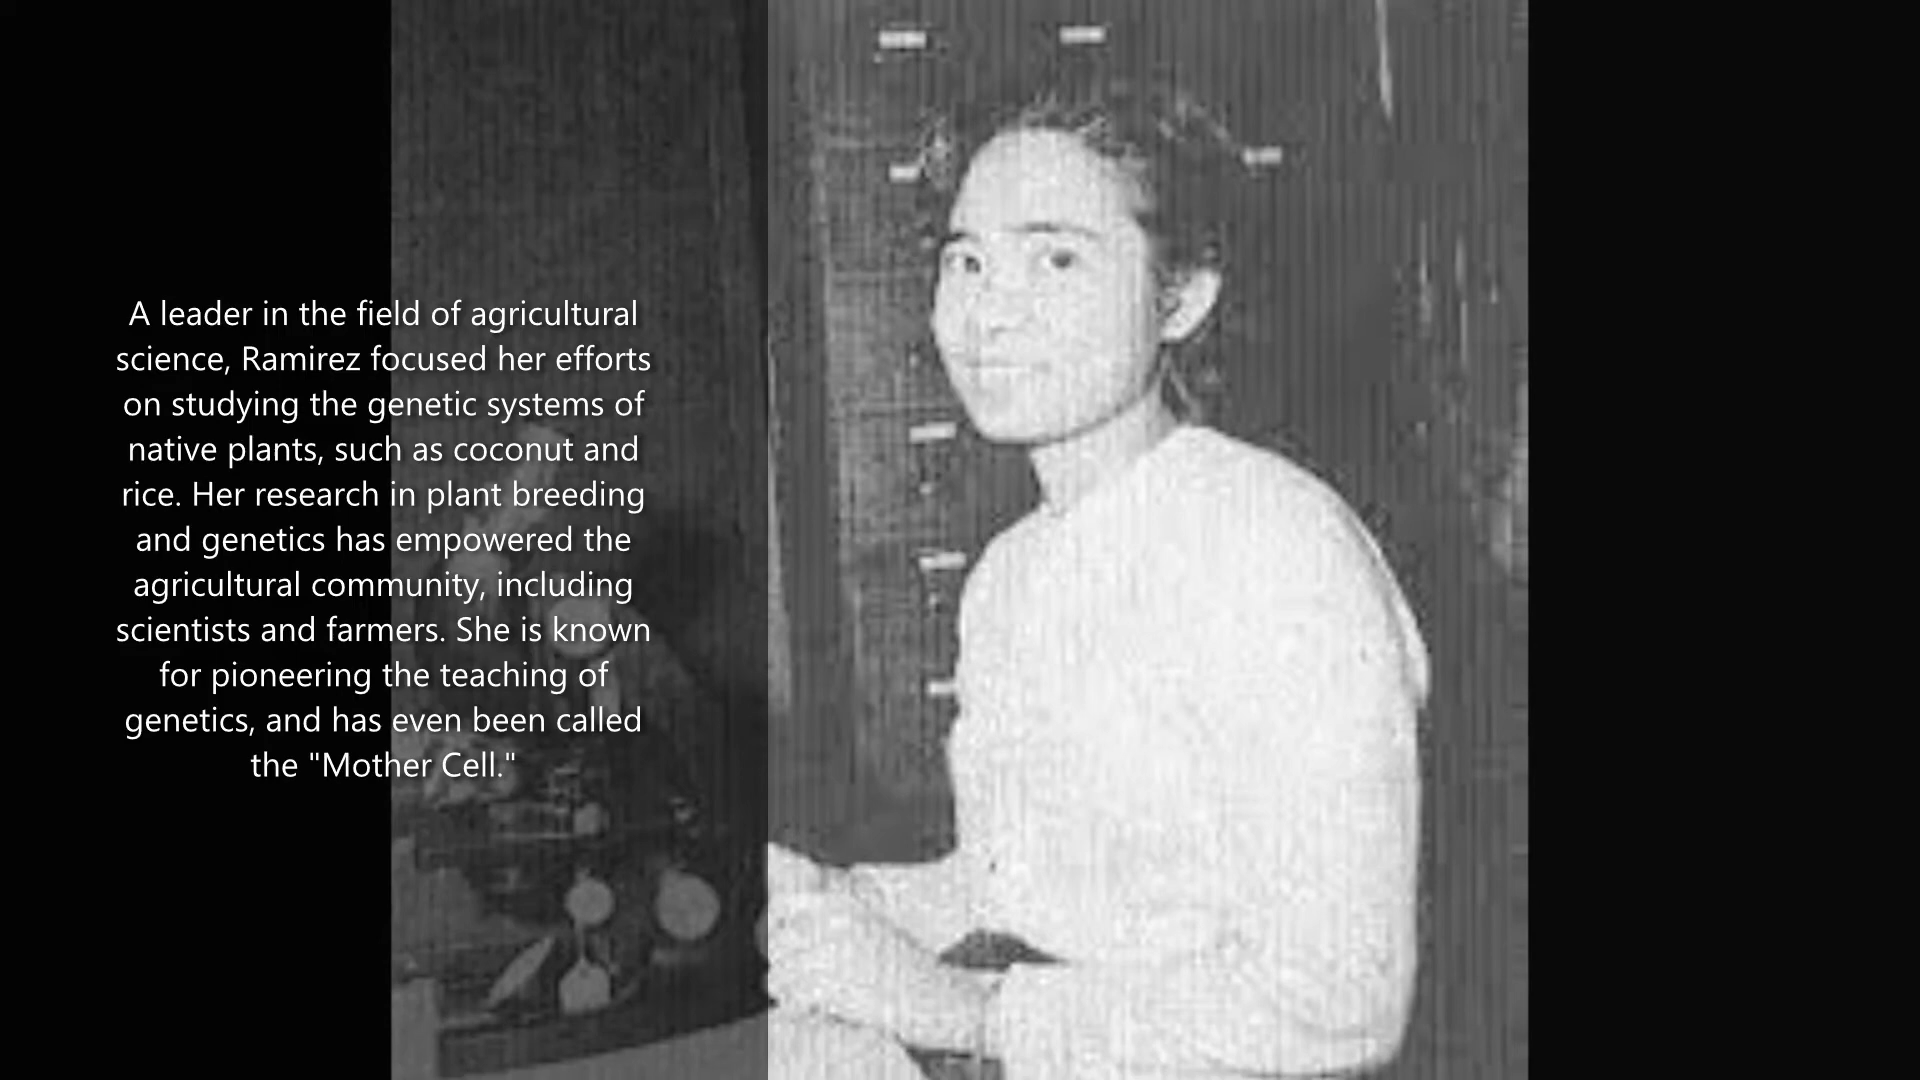 A leader in the field of agricultural
science, Ramirez focused her efforts
on studying the genetic systems of
native plants, such as coconut and
rice. Her research in plant breeding
and genetics has empowered the
agricultural community, including
scientists and farmers. She is known
for pioneering the teaching of
genetics, and has even been called
the "Mother Cell."